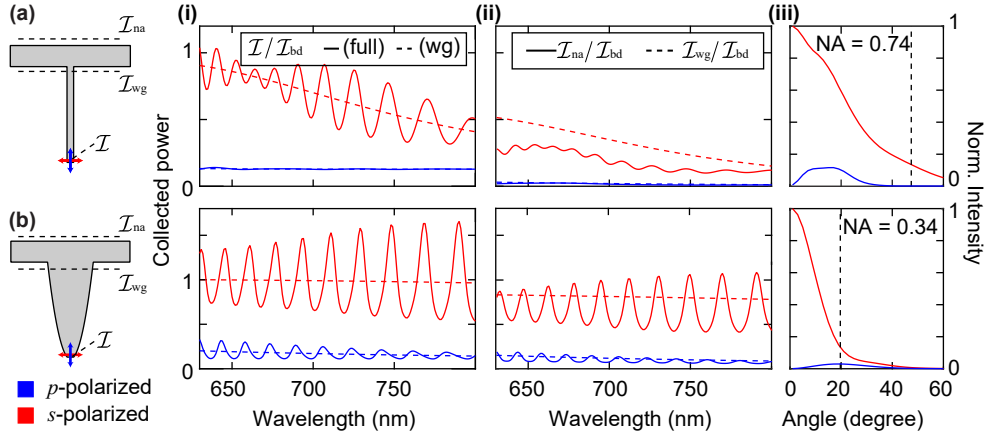 (a)
𝓘na
𝓘wg
𝓘
(i)
𝓘/𝓘bd — (full) -- (wg)
1
0
(ii)
𝓘na/𝓘bd 𝓘wg/𝓘bd
(iii)
1
NA = 0.74
0
(b)
𝓘na
𝓘wg
𝓘
p-polarized
s-polarized
Collected power
1
0
650 700 750
Wavelength (nm)
650 700 750
Wavelength (nm)
1
NA = 0.34
0
0 20 40 60
Angle (degree)
Norm. Intensity